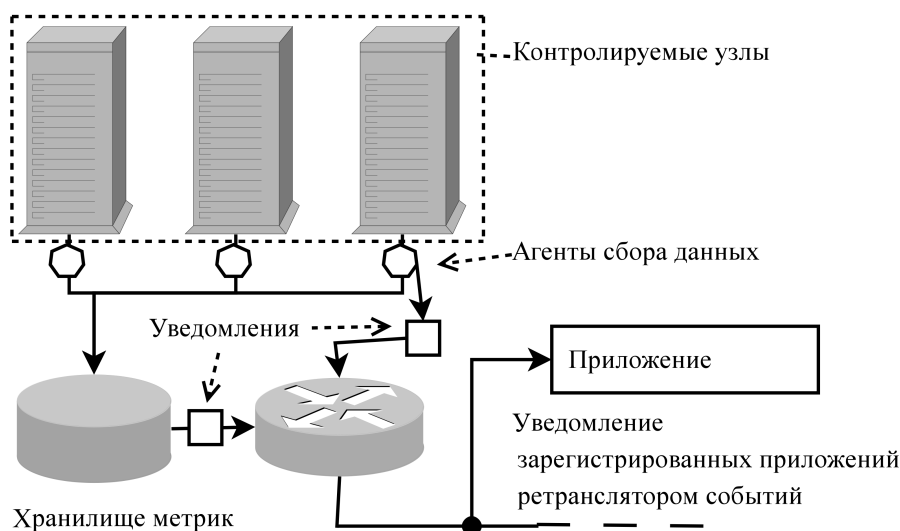 Контролируемые узлы
Агенты сбора данных
Уведомления
Приложение
Уведомление
зарегистрированных приложений
ретранслятором событий
Хранилище метрик